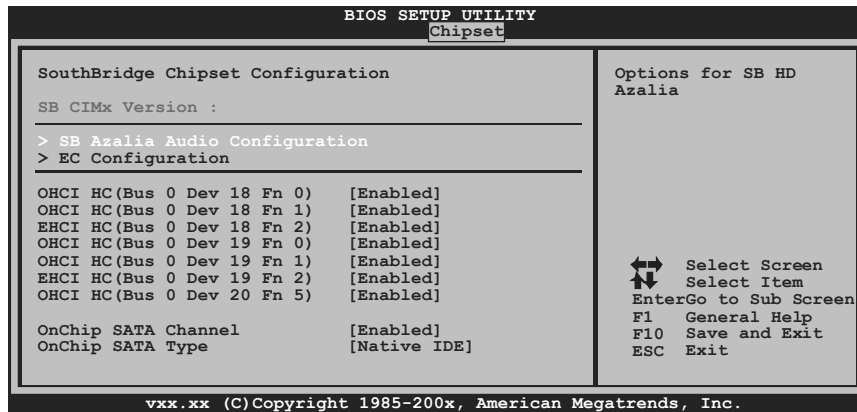 BIOS SETUP UTILITY
Chipset
SouthBridge Chipset Configuration
SB CIMx Version :
> SB Azalia Audio Configuration
> EC Configuration
OHCI HC(Bus 0 Dev 18 Fn 0) [Enabled]
OHCI HC(Bus 0 Dev 18 Fn 1) [Enabled]
EHCI HC(Bus 0 Dev 18 Fn 2) [Enabled]
OHCI HC(Bus 0 Dev 19 Fn 0) [Enabled]
OHCI HC(Bus 0 Dev 19 Fn 1) [Enabled]
EHCI HC(Bus 0 Dev 19 Fn 2) [Enabled]
OHCI HC(Bus 0 Dev 20 Fn 5) [Enabled]
OnChip SATA Channel [Enabled]
OnChip SATA Type [Native IDE]
Options for SB HD
Azalia
Select Screen
Select Item
EnterGo to Sub Screen
F1 General Help
F10 Save and Exit
ESC Exit
vxx.xx (C)Copyright 1985-200x, American Megatrends, Inc.